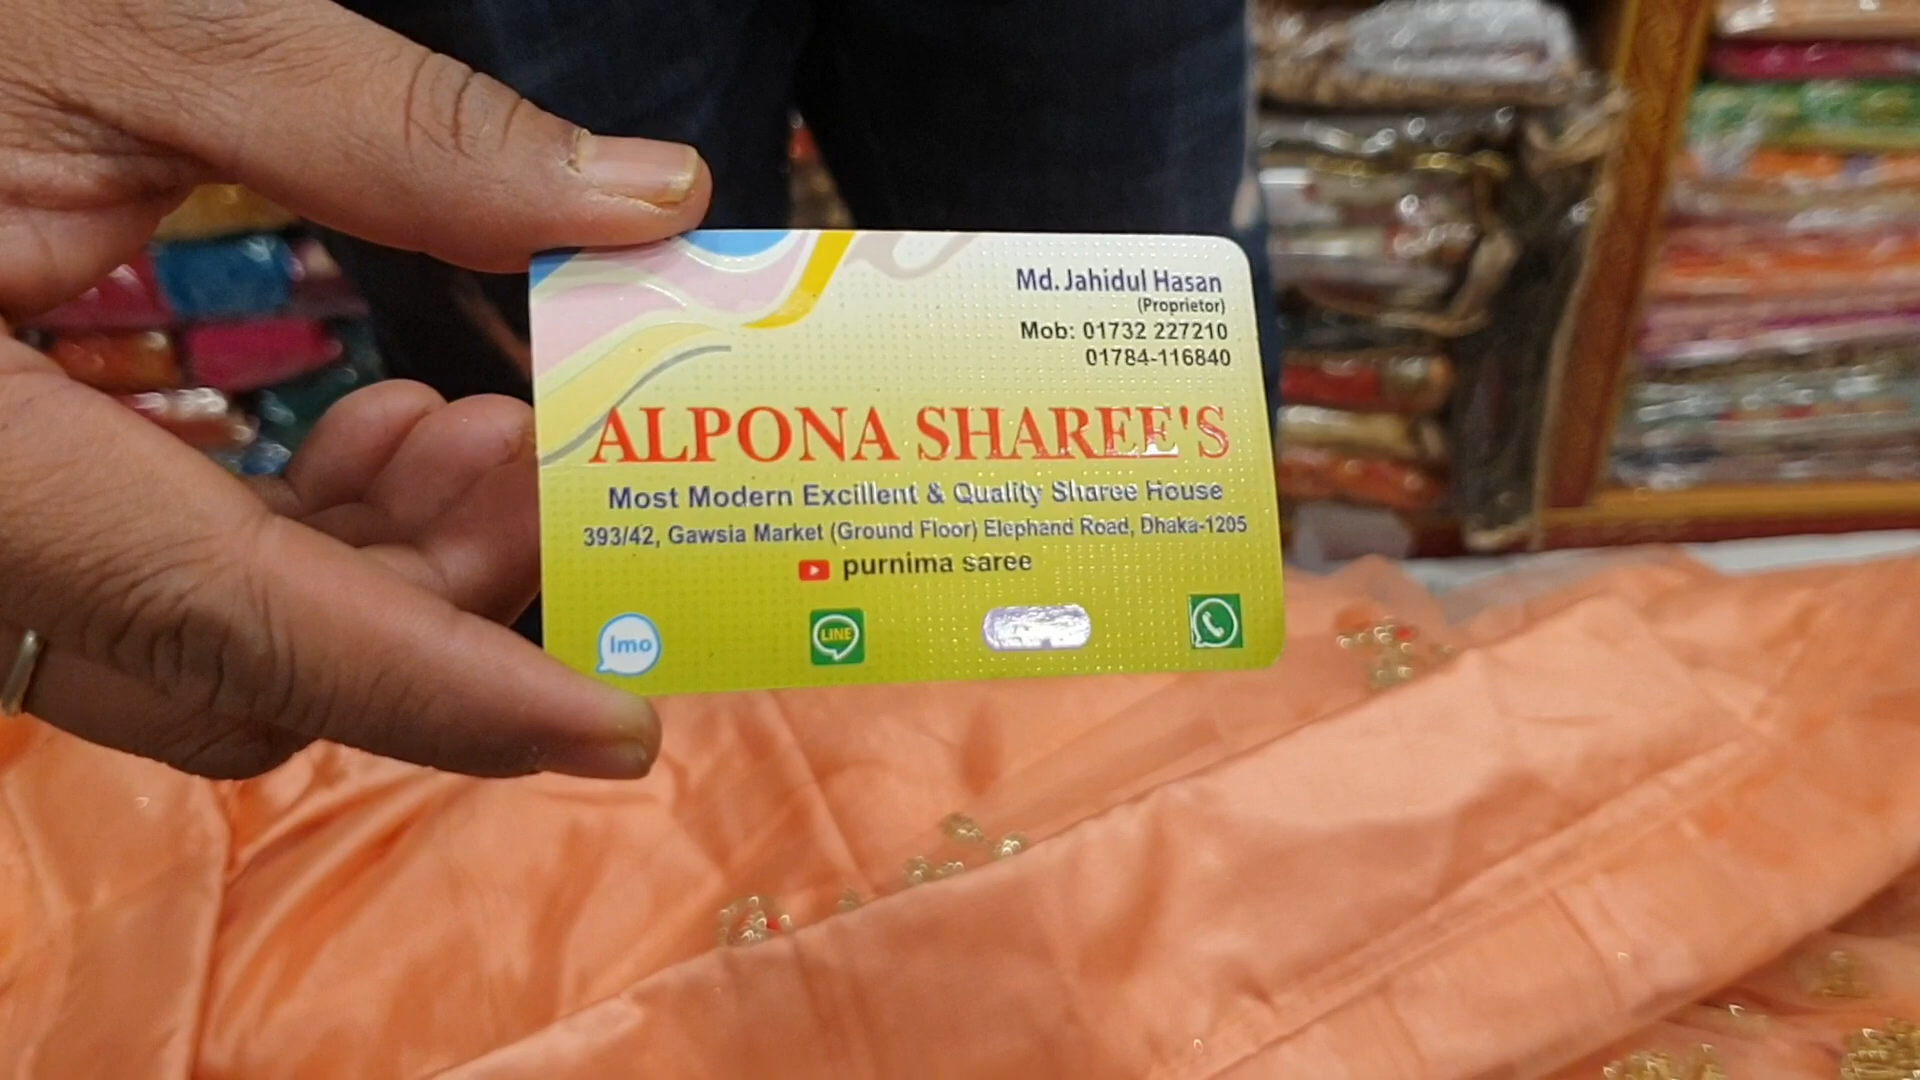 Md. Jahidul Hasan
(Proprietor)
Mob: 01732 227210
01784-116840
ALPONA SHAREE'S
Most Modern Excillent & Quality Sharee House
393/42, Gawsia Market (Ground Floor) Elephand Road, Dhaka-1205
purnima saree
Imo
LINE